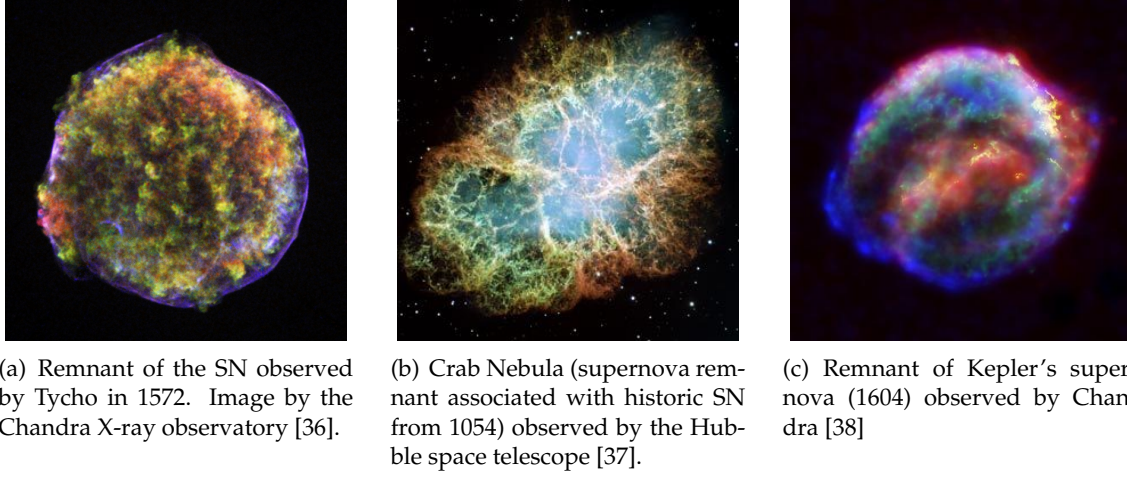 (a) Remnant of the SN observed
by Tycho in 1572. Image by the
Chandra X-ray observatory [36].
(b) Crab Nebula (supernova rem-
nant associated with historic SN
from 1054) observed by the Hub-
ble space telescope [37].
(c) Remnant of Kepler's super
nova (1604) observed by Chan
dra [38]